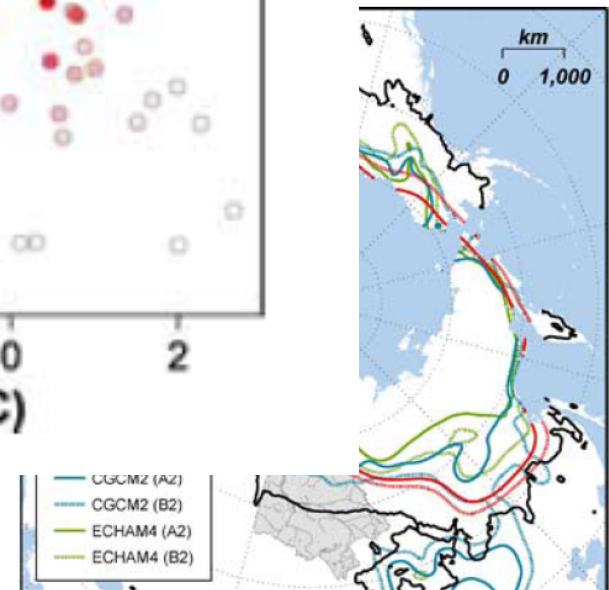 km
0 1,000
0 2
C)
CGCM2 (A2)
CGCM2 (B2)
ECHAM4 (A2)
ECHAM4 (B2)